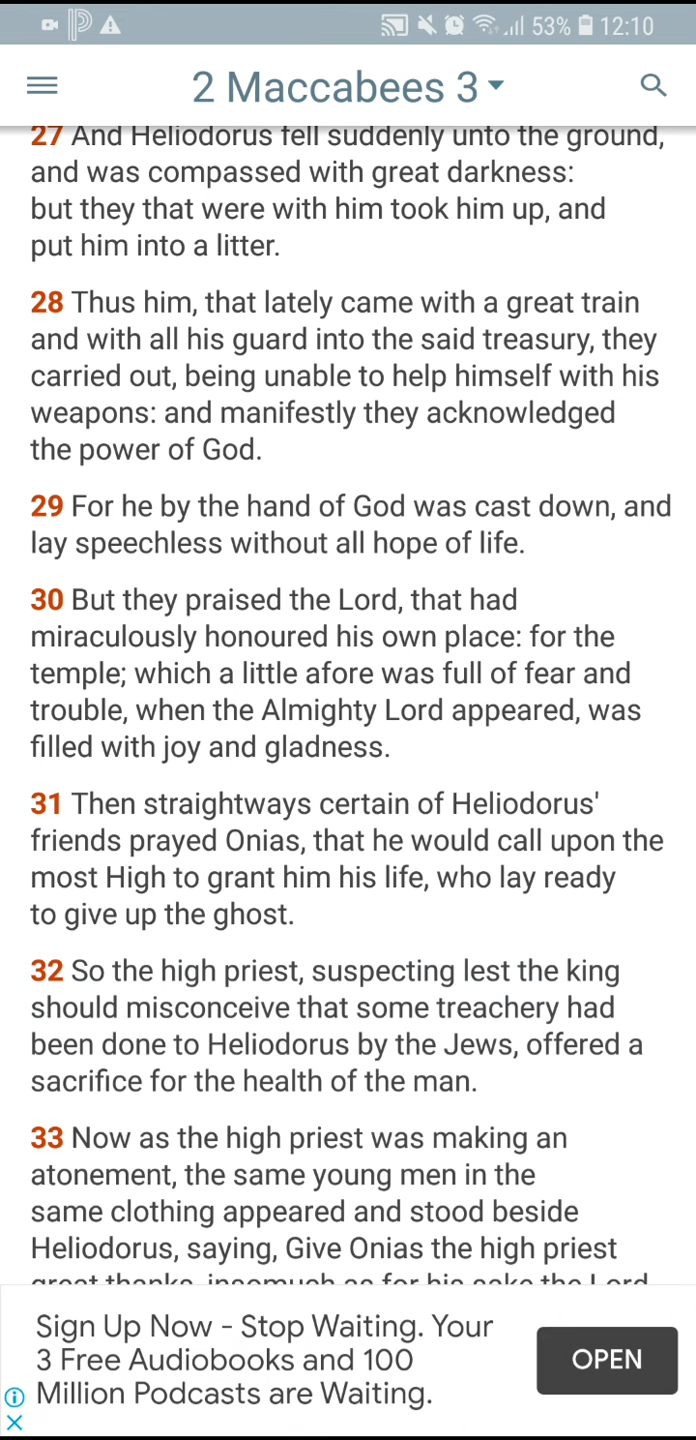 53% 12:10
2 Maccabees 3
27 And Heliodorus fell suddenly unto the ground,
and was compassed with great darkness:
but they that were with him took him up, and
put him into a litter.
28 Thus him, that lately came with a great train
and with all his guard into the said treasury, they
carried out, being unable to help himself with his
weapons: and manifestly they acknowledged
the power of God.
29 For he by the hand of God was cast down, and
lay speechless without all hope of life.
30 But they praised the Lord, that had
miraculously honoured his own place: for the
temple; which a little afore was full of fear and
trouble, when the Almighty Lord appeared, was
filled with joy and gladness.
31 Then straightways certain of Heliodorus'
friends prayed Onias, that he would call upon the
most High to grant him his life, who lay ready
to give up the ghost.
32 So the high priest, suspecting lest the king
should misconceive that some treachery had
been done to Heliodorus by the Jews, offered a
sacrifice for the health of the man.
33 Now as the high priest was making an
atonement, the same young men in the
same clothing appeared and stood beside
Heliodorus, saying, Give Onias the high priest
great thanks, insomuch as for his sake the Lord
Sign Up Now - Stop Waiting. Your
3 Free Audiobooks and 100
Million Podcasts are Waiting.
OPEN